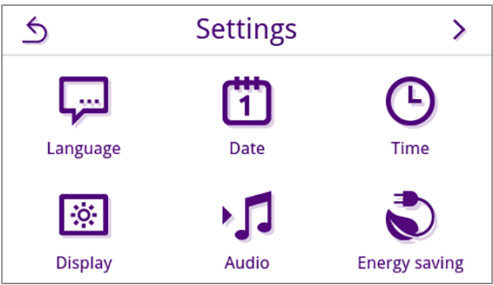 Settings
...
1
Language
Date
Time
Display
Audio
Energy saving